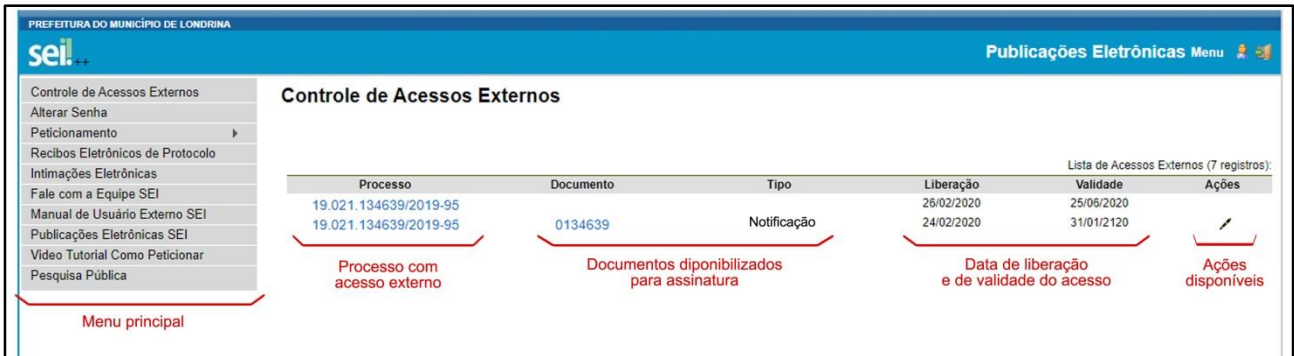 PREFEITURA DO MUNICÍPIO DE LONDRINA
sei!++
Publicações Eletrônicas Menu
Controle de Acessos Externos
Alterar Senha
Peticionamento
Recibos Eletrônicos de Protocolo
Intimações Eletrônicas
Fale com a Equipe SEI
Manual de Usuário Externo SEI
Publicações Eletrônicas SEI
Video Tutorial Como Peticionar
Pesquisa Pública
Menu principal
Controle de Acessos Externos
Lista de Acessos Externos (7 registros):
Processo Documento Tipo Liberação Validade Ações
19.021.134639/2019-95 26/02/2020 25/06/2020
19.021.134639/2019-95 0134639 Notificação 24/02/2020 31/01/2120
Processo com
acesso externo
Documentos diponibilizados
para assinatura
Data de liberação
e de validade do acesso
Ações
disponíveis